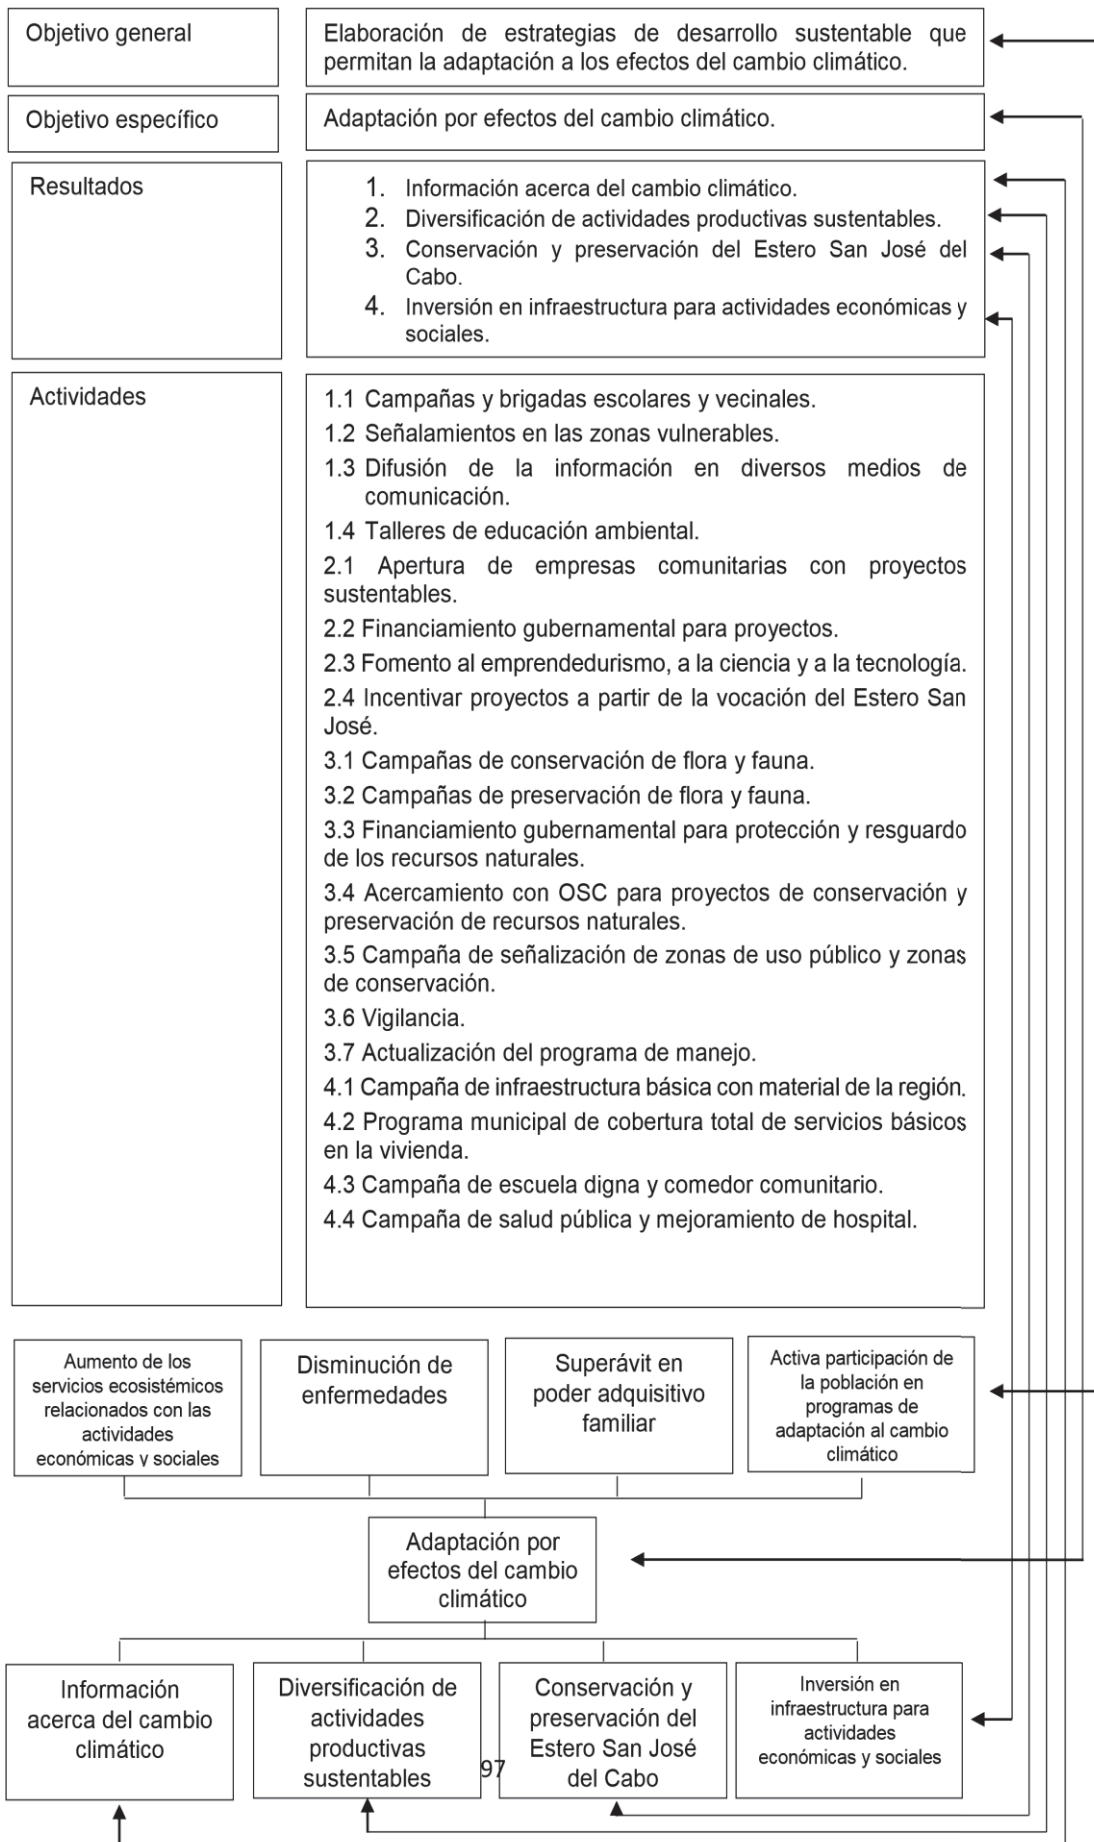 Objetivo general
Elaboración de estrategias de desarrollo sustentable que
permitan la adaptación a los efectos del cambio climático.
Objetivo específico
Adaptación por efectos del cambio climático.
Resultados
1. Información acerca del cambio climático.
2. Diversificación de actividades productivas sustentables.
3. Conservación y preservación del Estero San José del
Cabo.
4. Inversión en infraestructura para actividades económicas y
sociales.
Actividades
1.1 Campañas y brigadas escolares y vecinales.
1.2 Señalamientos en las zonas vulnerables.
1.3 Difusión de la información en diversos medios de
comunicación.
1.4 Talleres de educación ambiental.
2.1 Apertura de empresas comunitarias con proyectos
sustentables.
2.2 Financiamiento gubernamental para proyectos.
2.3 Fomento al emprendedurismo, a la ciencia y a la tecnología.
2.4 Incentivar proyectos a partir de la vocación del Estero San
José.
3.1 Campañas de conservación de flora y fauna.
3.2 Campañas de preservación de flora y fauna.
3.3 Financiamiento gubernamental para protección y resguardo
de los recursos naturales.
3.4 Acercamiento con OSC para proyectos de conservación y
preservación de recursos naturales.
3.5 Campaña de señalización de zonas de uso público y zonas
de conservación.
3.6 Vigilancia.
3.7 Actualización del programa de manejo.
4.1 Campaña de infraestructura básica con material de la región.
4.2 Programa municipal de cobertura total de servicios básicos
en la vivienda.
4.3 Campaña de escuela digna y comedor comunitario.
4.4 Campaña de salud pública y mejoramiento de hospital.
Aumento de los
servicios ecosistémicos
relacionados con las
actividades
económicas y sociales
Disminución de
enfermedades
Superávit en
poder adquisitivo
familiar
Activa participación de
la población en
programas de
adaptación al cambio
climático
Adaptación por
efectos del cambio
climático
Información
acerca del cambio
climático
Diversificación de
actividades
productivas
sustentables
Conservación y
preservación del
Estero San José
del Cabo
Inversión en
infraestructura para
actividades
económicas y sociales
97